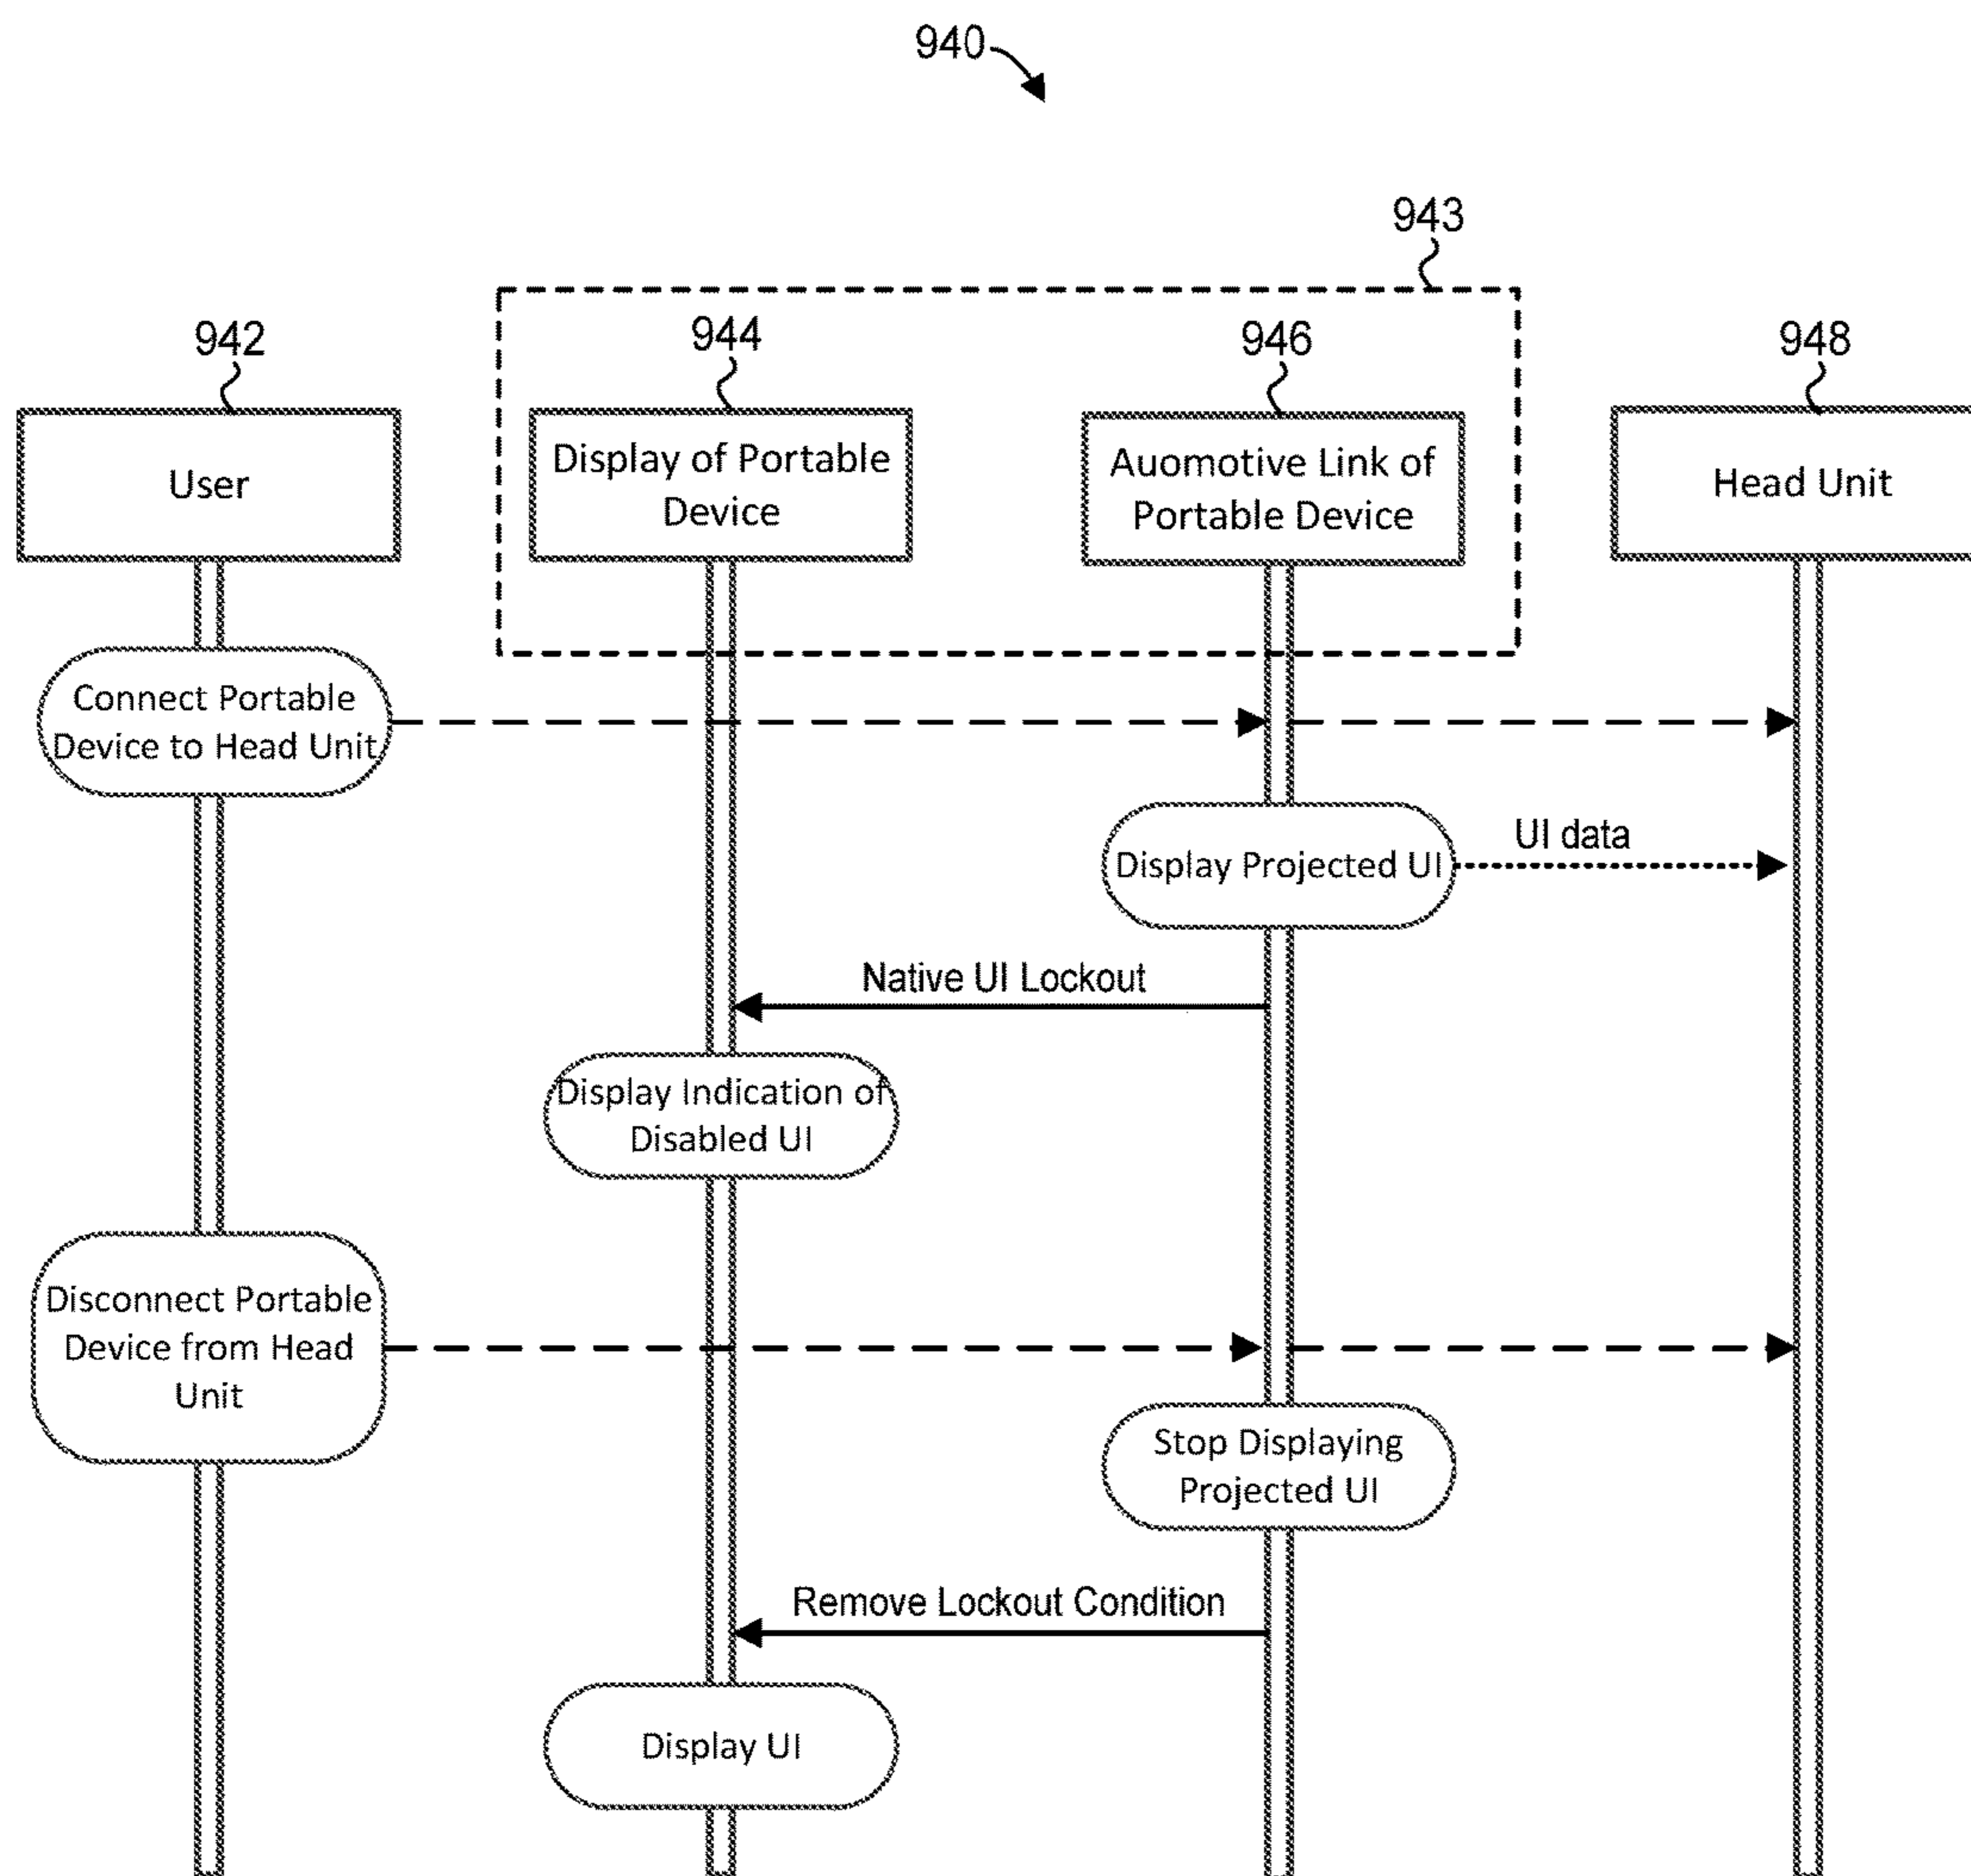 940
943
942
944
946
948
User
Display of Portable
Device
Auomotive Link of
Portable Device
Head Unit
Connect Portable
Device to Head Unit
Display Projected UI
UI data
Native UI Lockout
Display Indication of
Disabled UI
Disconnect Portable
Device from Head
Unit
Stop Displaying
Projected UI
Remove Lockout Condition
Display UI